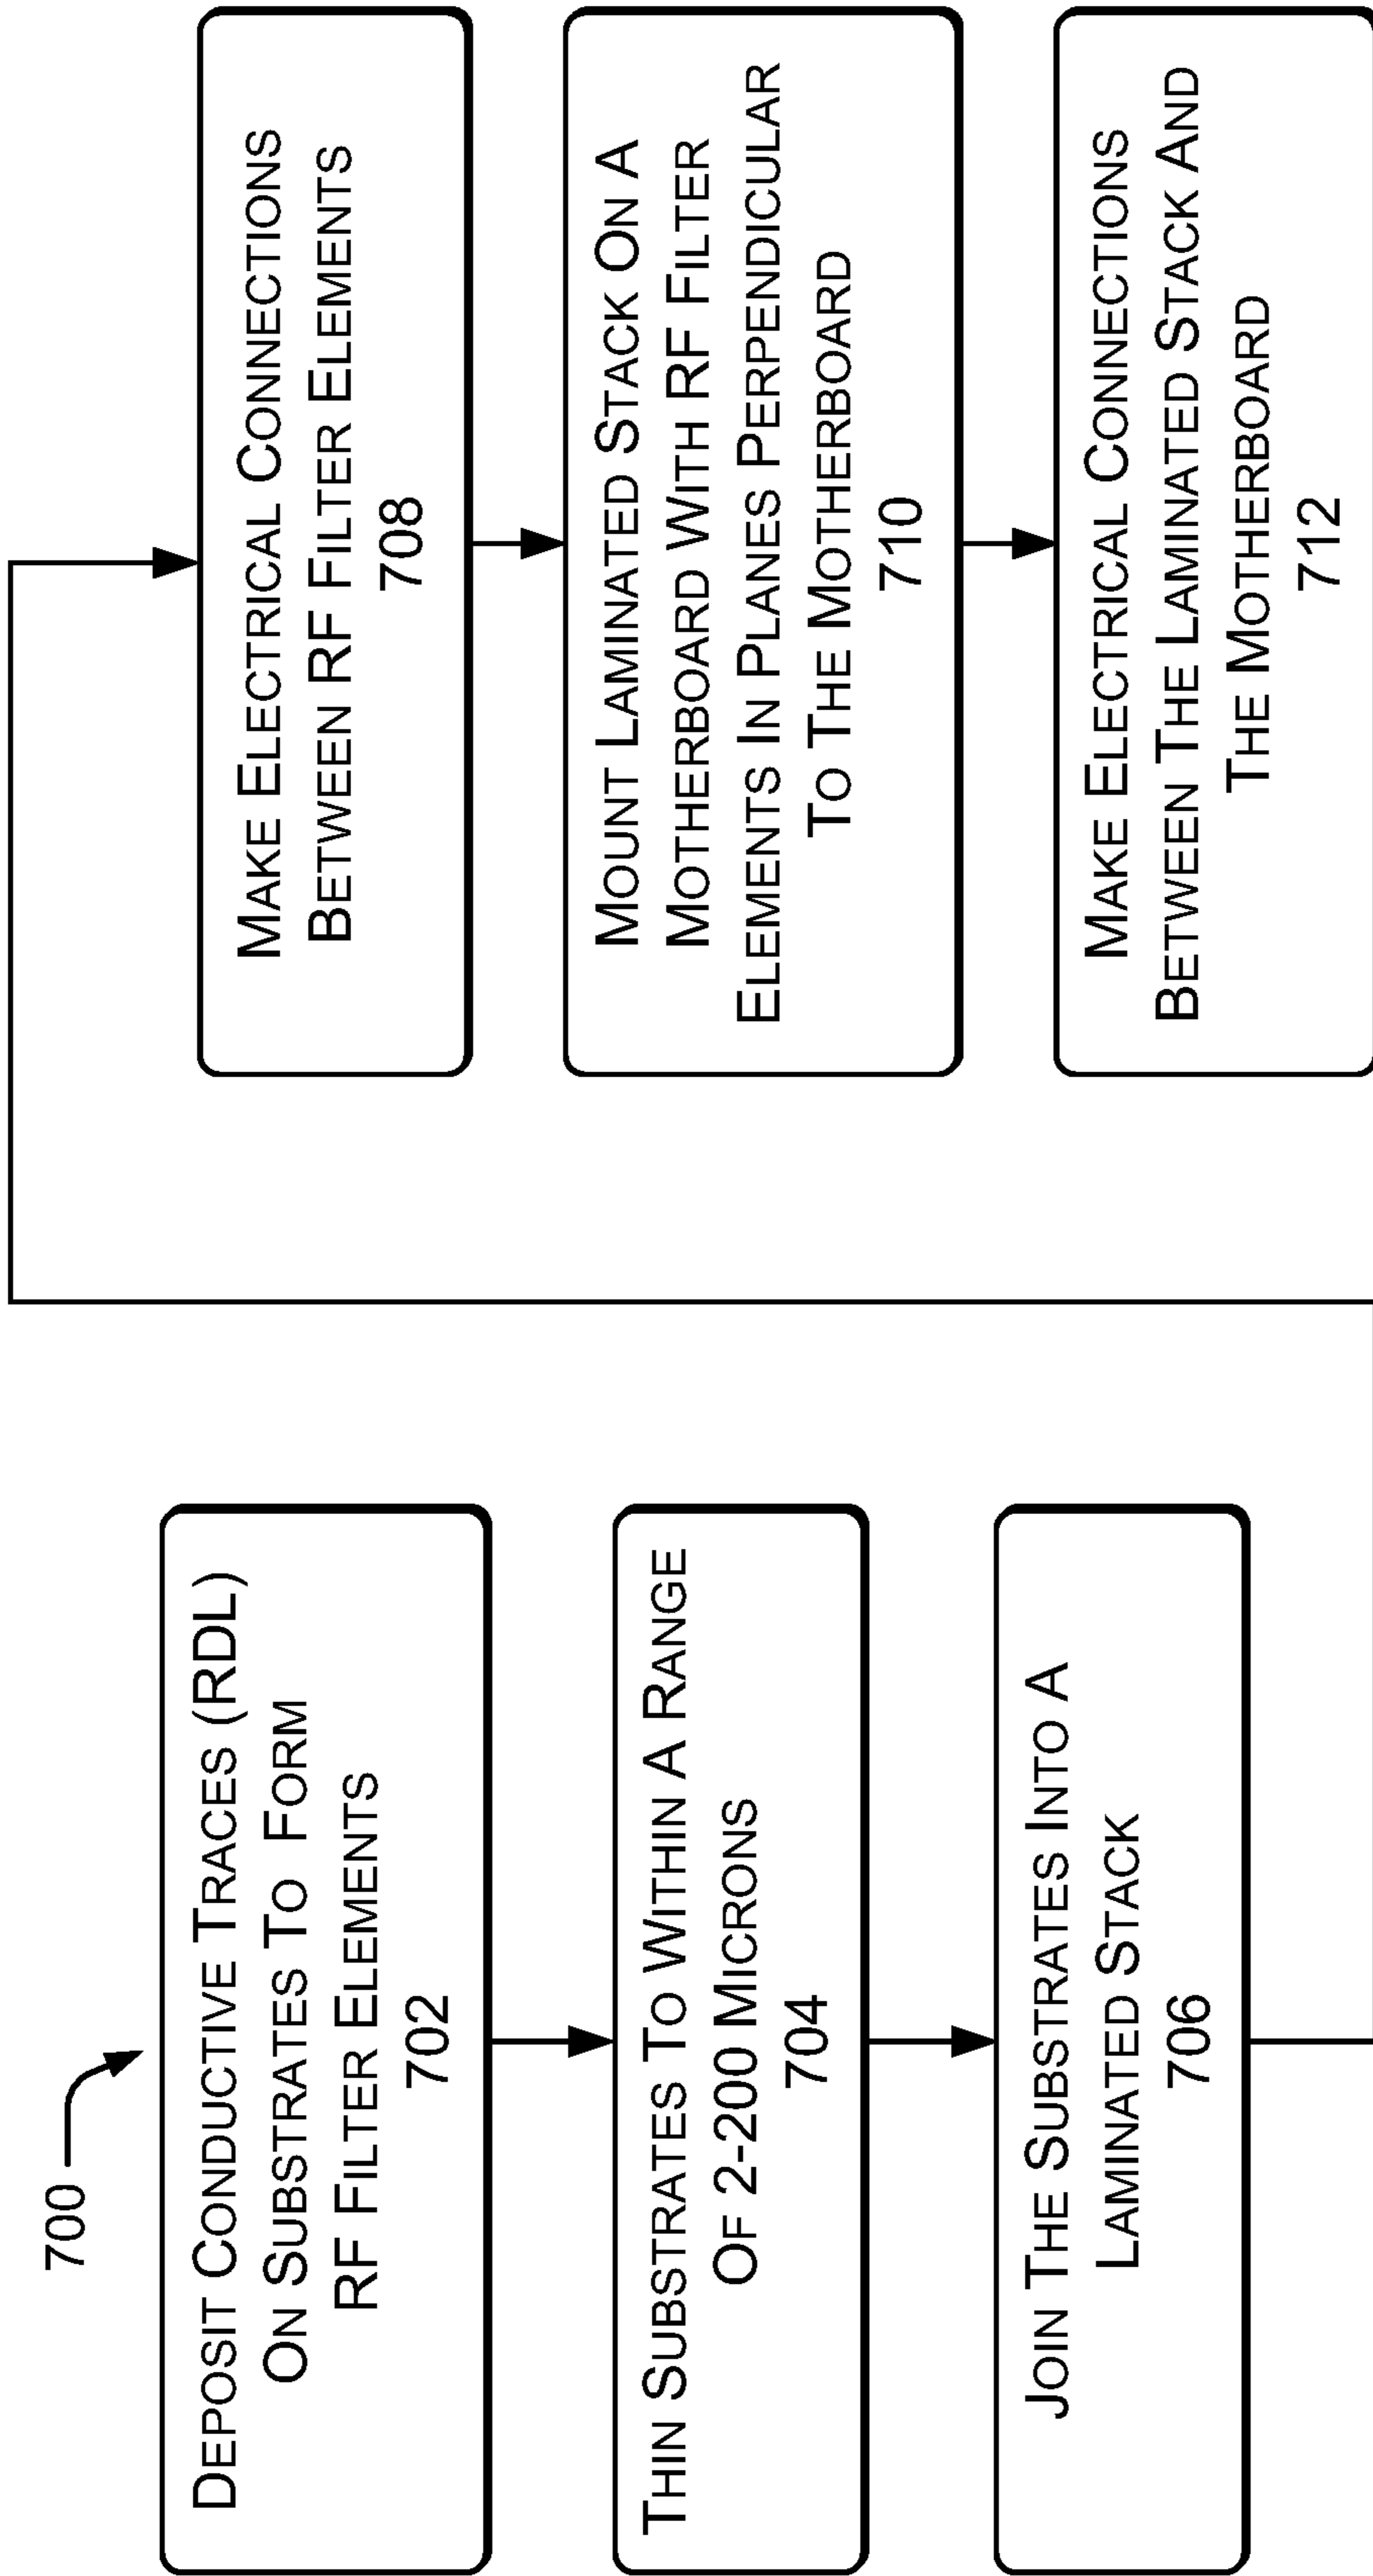 700
DEPOSIT CONDUCTIVE TRACES (RDL)
ON SUBSTRATES TO FORM
RF FILTER ELEMENTS
702
THIN SUBSTRATES TO WITHIN A RANGE
OF 2-200 MICRONS
704
JOIN THE SUBSTRATES INTO A
LAMINATED STACK
706
MAKE ELECTRICAL CONNECTIONS
BETWEEN RF FILTER ELEMENTS
708
MOUNT LAMINATED STACK ON A
MOTHERBOARD WITH RF FILTER
ELEMENTS IN PLANES PERPENDICULAR
TO THE MOTHERBOARD
710
MAKE ELECTRICAL CONNECTIONS
BETWEEN THE LAMINATED STACK AND
THE MOTHERBOARD
712